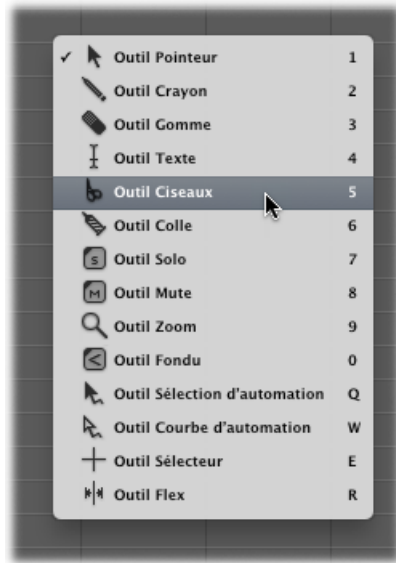 ✓ Outil Pointeur 1
Outil Crayon 2
Outil Gomme 3
Outil Texte 4
Outil Ciseaux 5
Outil Colle 6
S Outil Solo 7
M Outil Mute 8
Outil Zoom 9
Outil Fondu 0
Outil Sélection d'automation Q
Outil Courbe d'automation W
Outil Sélecteur E
Outil Flex R